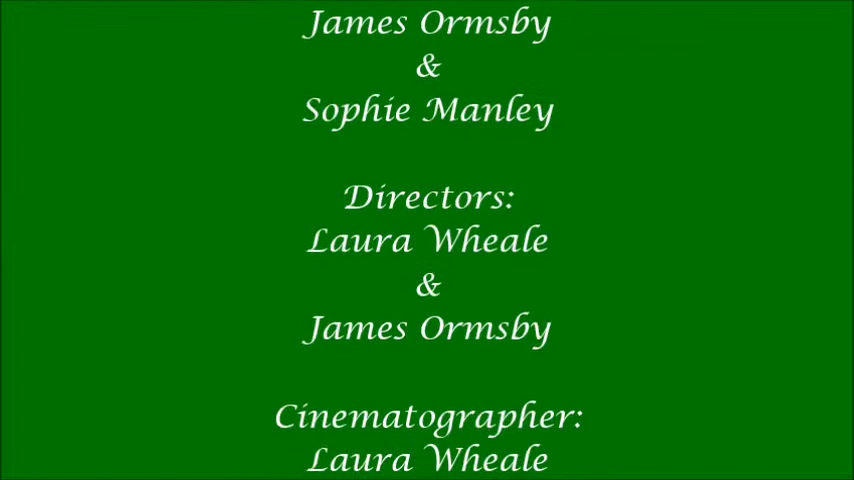 James Ormsby
&
Sophie Manley
Directors:
Laura Wheale
&
James Ormsby
Cinematographer:
Laura Wheale